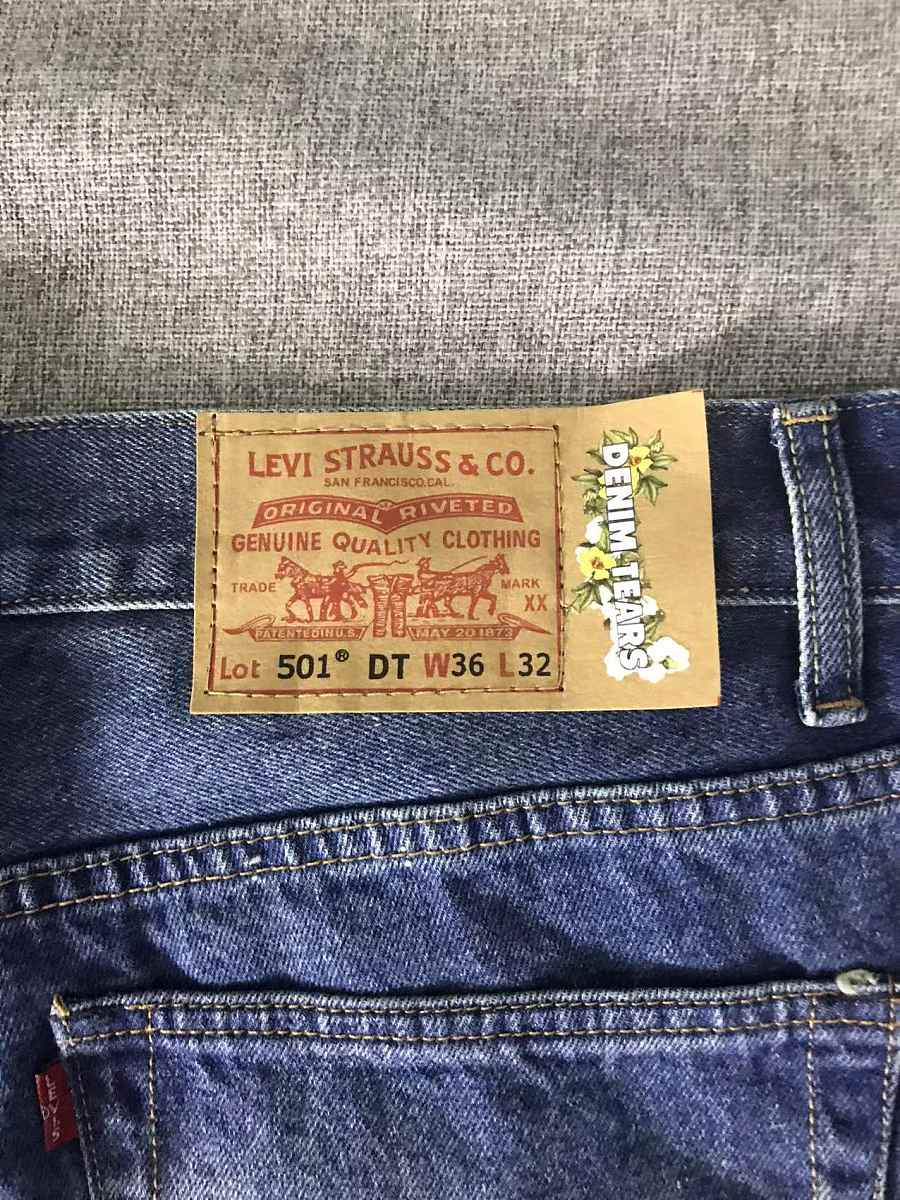 LEVI STRAUSS & CO.
SAN FRANCISCO,CAL.
ORIGINAL RIVETED
GENUINE QUALITY CLOTHING
TRADE MARK
XX
PATENTED IN U.S. MAY 20 1873
Lot 501® DT W36 L32
DENIM TEARS
LEVI'S